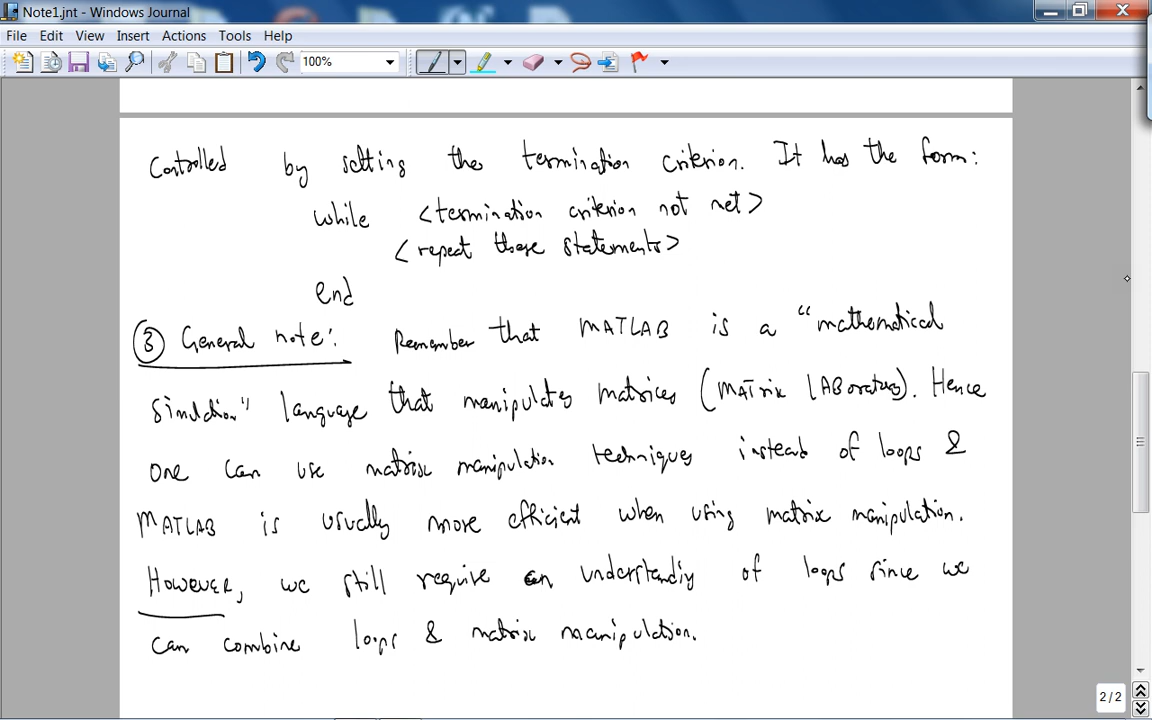 Note1.jnt - Windows Journal
File Edit View Insert Actions Tools Help
100%
Controlled by setting the termination criterion. It has the form:
while <termination criterion not met>
<repeat these statements>
end
③ General note: Remember that MATLAB is a "mathematical
simulation" language that manipulates matrices (MATrix LABoratory). Hence
one can use matrix manipulation techniques instead of loops &
MATLAB is usually more efficient when using matrix manipulation.
However, we still require an understanding of loops since we
can combine loops & matrix manipulation.
2/2